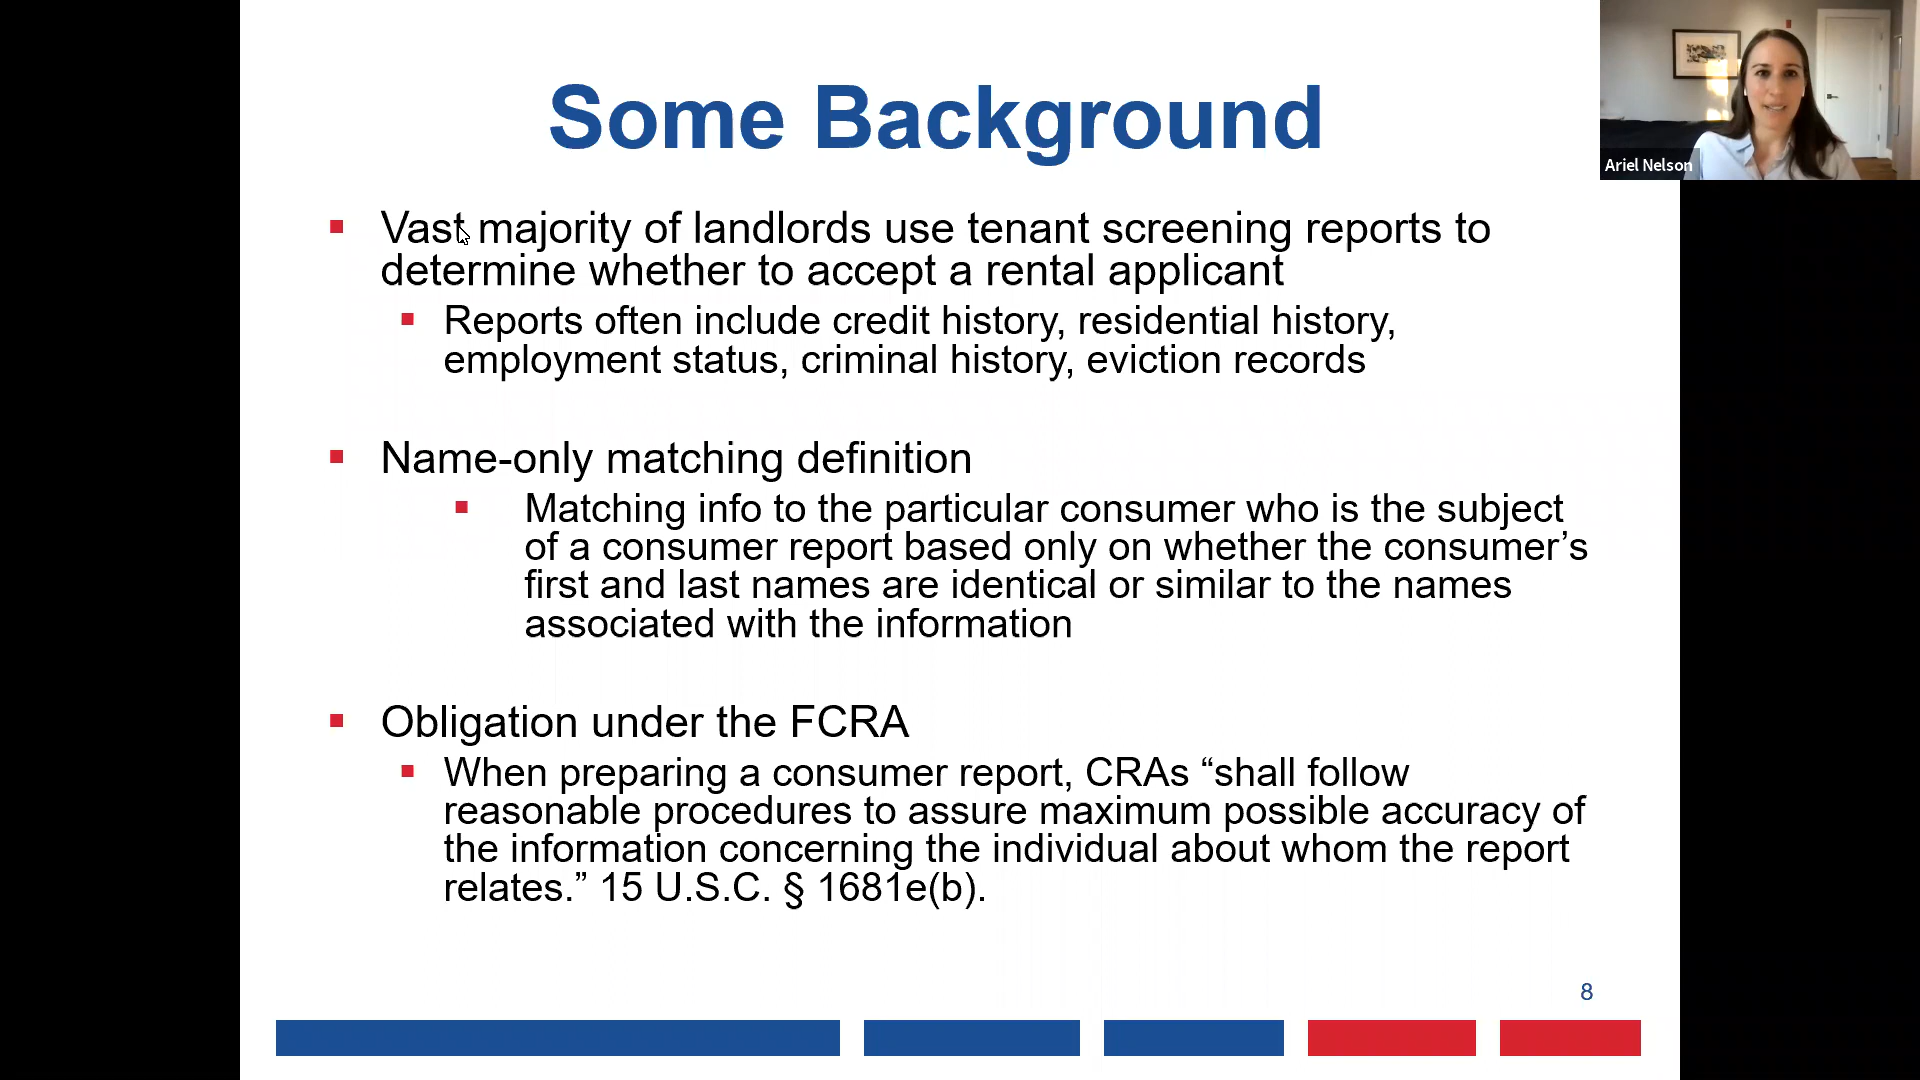 Some Background
Ariel Nelson
Vast majority of landlords use tenant screening reports to
determine whether to accept a rental applicant
Reports often include credit history, residential history,
employment status, criminal history, eviction records
Name-only matching definition
Matching info to the particular consumer who is the subject
of a consumer report based only on whether the consumer’s
first and last names are identical or similar to the names
associated with the information
Obligation under the FCRA
When preparing a consumer report, CRAs “shall follow
reasonable procedures to assure maximum possible accuracy of
the information concerning the individual about whom the report
relates.” 15 U.S.C. § 1681e(b).
8